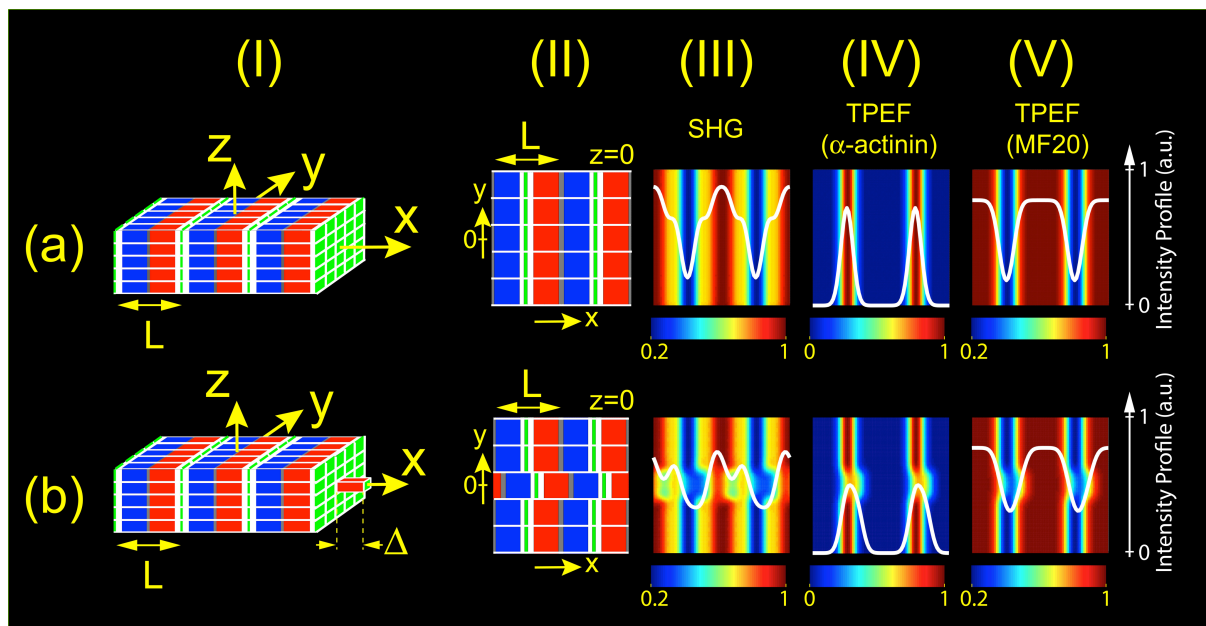 (I)
(II)
(III)
(IV)
(V)
SHG
TPEF
(α-actinin)
TPEF
(MF20)
Intensity Profile (a.u.)
1
0
(a)
z
y
x
L
L
z=0
y
0
x
0.2
1
0
1
0.2
1
(b)
z
y
x
L
Δ
L
z=0
y
0
x
0.2
1
0
1
0.2
1
Intensity Profile (a.u.)
1
0